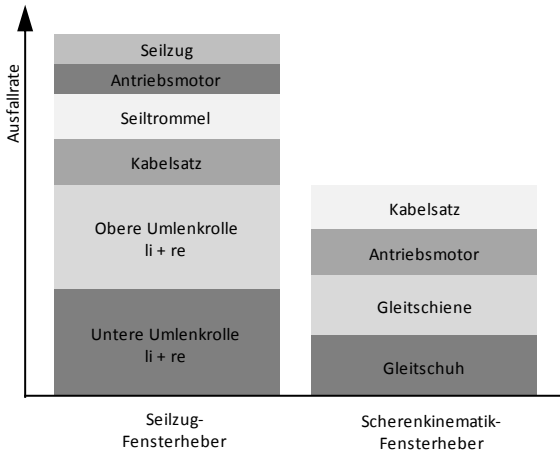 Ausfallrate
Seilzug
Antriebsmotor
Seiltrommel
Kabelsatz
Obere Umlenkrolle
li + re
Untere Umlenkrolle
li + re
Kabelsatz
Antriebsmotor
Gleitschiene
Gleitschuh
Seilzug-
Fensterheber
Scherenkinematik-
Fensterheber